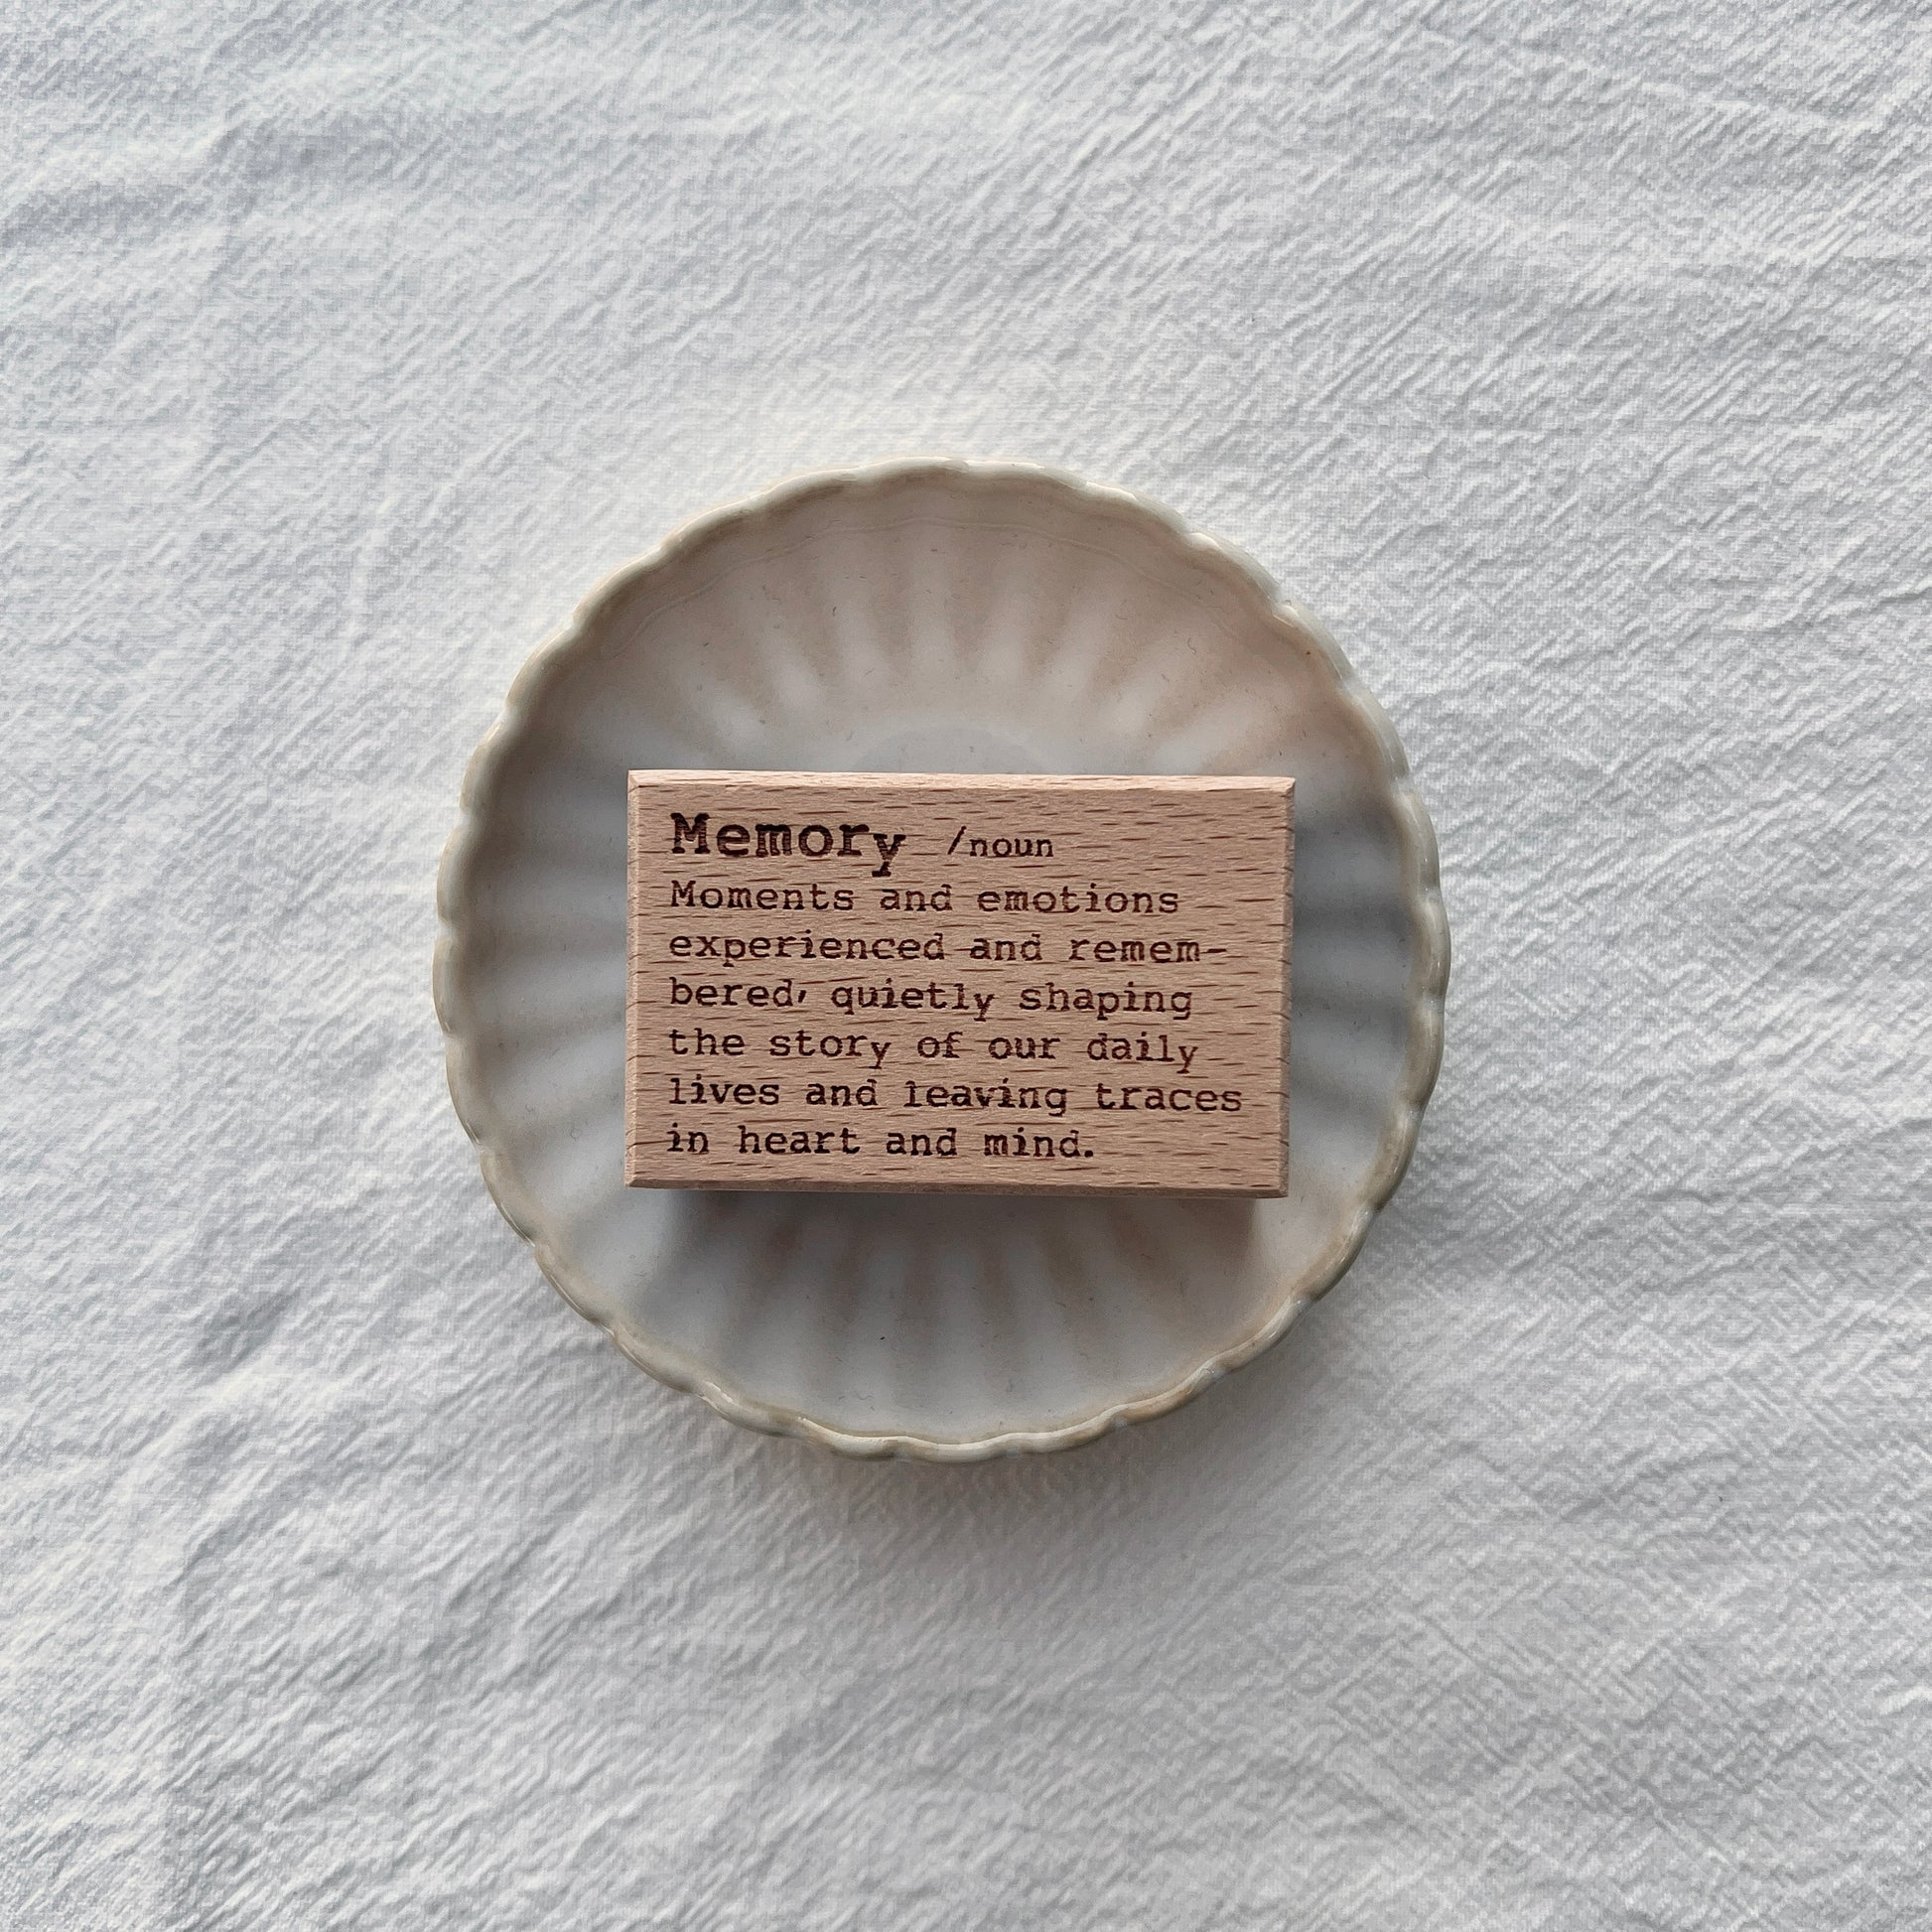 Memory /noun
Moments and emotions
experienced and remem-
bered, quietly shaping
the story of our daily
lives and leaving traces
in heart and mind.